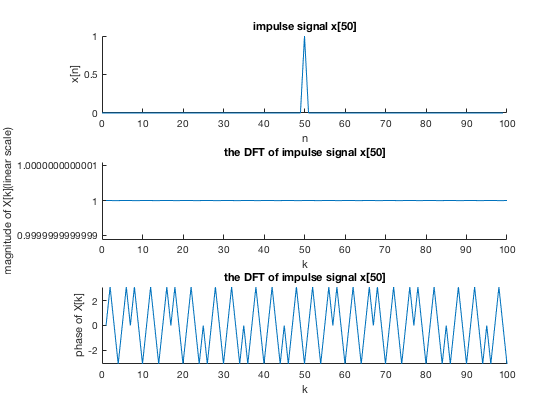 impulse signal x[50]
1
0.5
0
x[n]
0 10 20 30 40 50 60 70 80 90 100
n
the DFT of impulse signal x[50]
1.0000000000001
1
0.9999999999999
magnitude of X[k](linear scale)
0 10 20 30 40 50 60 70 80 90 100
k
the DFT of impulse signal x[50]
2
0
-2
phase of X[k]
0 10 20 30 40 50 60 70 80 90 100
k